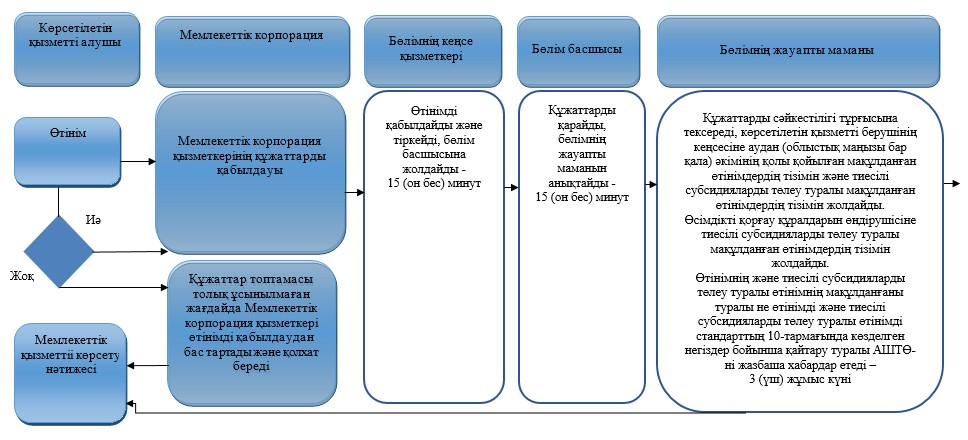 Көрсетілетін
қызметті алушы
Мемлекеттік корпорация
Бөлімнің кеңсе
қызметкері
Бөлім басшысы
Бөлімнің жауапты маманы
Өтінім
Иә
Жоқ
Мемлекеттік
қызметтіі көрсету
нәтижесі
Мемлекеттік корпорация
қызметкерінің құжаттарды
қабылдауы
Құжаттар топтамасы
толық ұсынылмаған
жағдайда Мемлекеттік
корпорация қызметкері
өтінімді қабылдаудан
бас тартады және қолхат
береді
Өтінімді
қабылдайды және
тіркейді, бөлім
басшысына
жолдайды -
15 (он бес) минут
Құжаттарды
қарайды,
бөлімнің
жауапты
маманын
анықтайды -
15 (он бес) минут
Құжаттарды сәйкестілігі тұрғысына
тексереді, көрсетілетін қызметті берушінің
кеңсесіне аудан (облыстық маңызы бар
қала) әкімінің қолы қойылған мақұлданған
өтінімдердің тізімін және тиесілі
субсидияларды төлеу туралы мақұлданған
өтінімдердің тізімін жолдайды.
Өсімдікті қорғау құралдарын өндірушісіне
тиесілі субсидияларды төлеу туралы
мақұлданған өтінімдердің тізімін
жолдайды.
Өтінімнің және тиесілі субсидияларды
төлеу туралы өтінімнің мақұлданғаны
туралы не өтінімді және тиесілі
субсидияларды төлеу туралы өтінімді
стандарттың 10-тармағында көзделген
негіздер бойынша қайтару туралы АШТӨ-
ні жазбаша хабардар етеді –
3 (үш) жұмыс күні